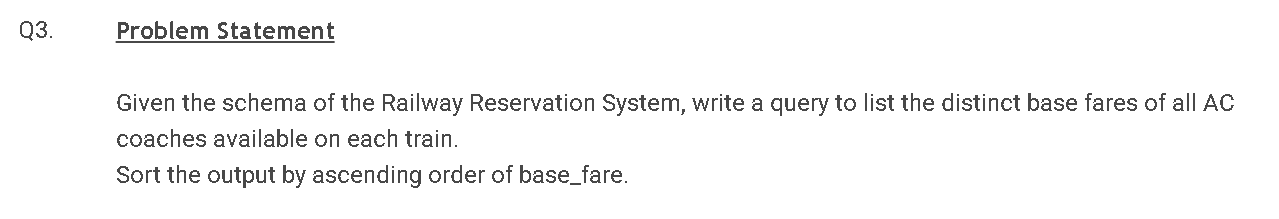 Q3. Problem Statement
Given the schema of the Railway Reservation System, write a query to list the distinct base fares of all AC
coaches available on each train.
Sort the output by ascending order of base_fare.